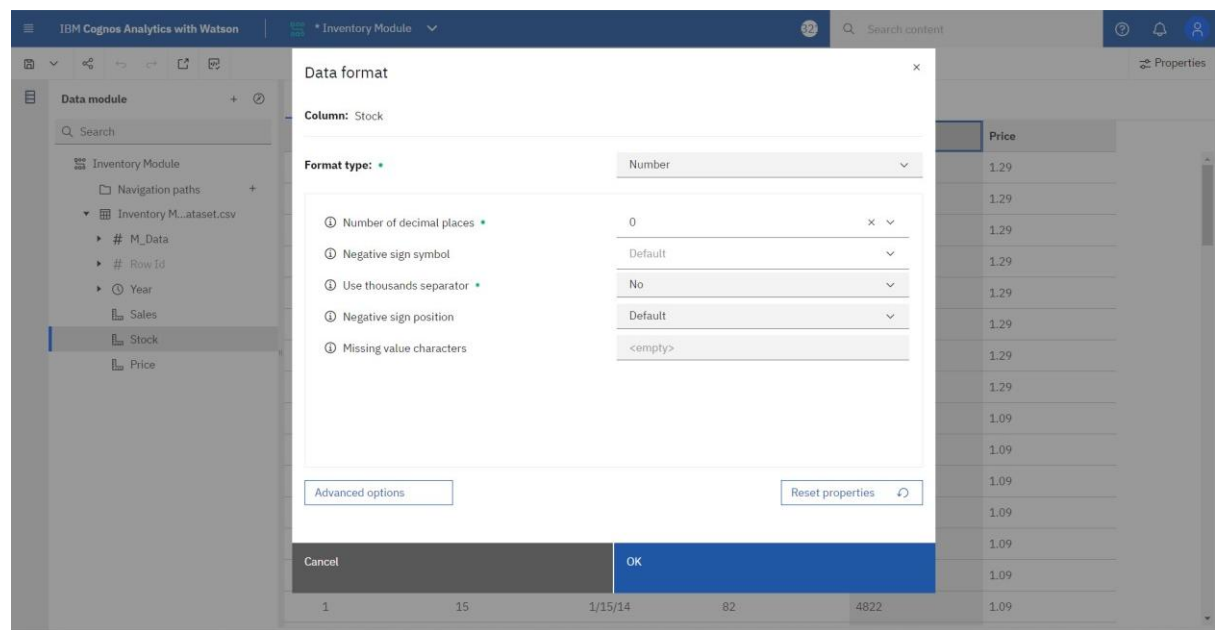 IBM Cognos Analytics with Watson
* Inventory Module
Search content
Properties
Data module
Search
Inventory Module
Navigation paths
Inventory M...ataset.csv
M_Data
Row Id
Year
Sales
Stock
Price
Data format
Column: Stock
Format type: Number
Number of decimal places 0
Negative sign symbol Default
Use thousands separator No
Negative sign position Default
Missing value characters <empty>
Advanced options
Reset properties
Cancel
OK
Price
1.29
1.29
1.29
1.29
1.29
1.29
1.29
1.29
1.09
1.09
1.09
1.09
1.09
1.09
1 15 1/15/14 82 4822 1.09